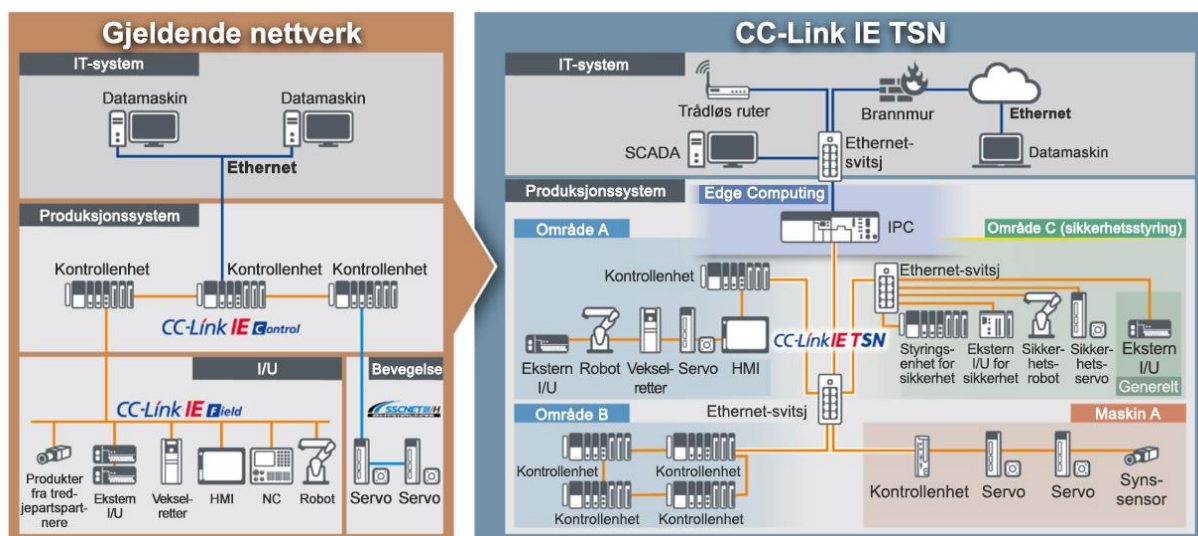 Gjeldende nettverk
IT-system
Datamaskin
Datamaskin
Ethernet
Produksjonssystem
Kontrollenhet
Kontrollenhet
Kontrollenhet
CC-Link IE Control
I/U
CC-Link IE Field
Produkter
fra tred-
jepartspart-
nere
Ekstern
I/U
Veksel-
retter
HMI
NC
Robot
Bevegelse
SSCNETIII/H
Servo
Servo
CC-Link IE TSN
IT-system
Trådløs ruter
Brannmur
Ethernet
SCADA
Ethernet-
svitsj
Datamaskin
Produksjonssystem
Edge Computing
IPC
Område A
Kontrollenhet
Ekstern
I/U
Robot
Veksel-
retter
Servo
HMI
CC-Link IE TSN
Område C (sikkerhetsstyring)
Ethernet-svitsj
Styrings-
enhet for
sikkerhet
Ekstern
I/U for
sikkerhet
Sikker-
hets-
robot
Sikker-
hets-
servo
Ekstern
I/U
Generelt
Ethernet-svitsj
Område B
Kontrollenhet
Kontrollenhet
Kontrollenhet
Kontrollenhet
Maskin A
Kontrollenhet
Servo
Servo
Syns-
sensor